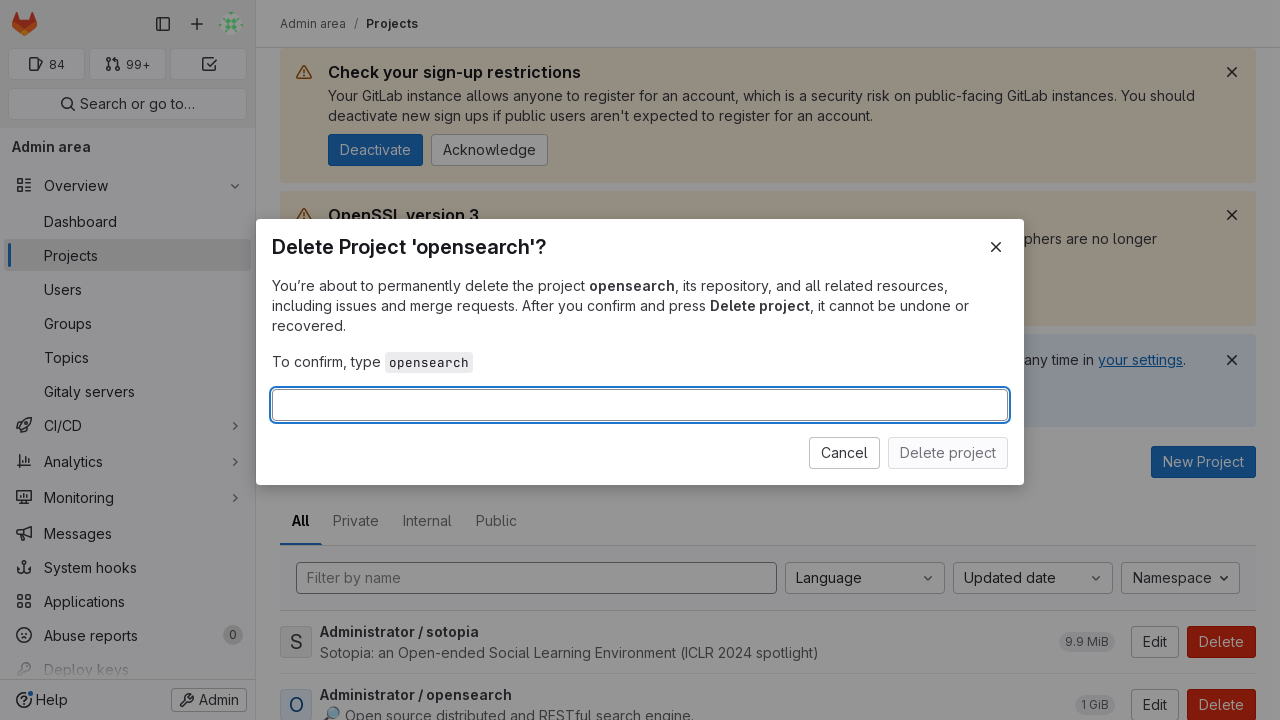 Admin area / Projects
84
99+
Search or go to…
Admin area
Overview
Dashboard
Projects
Users
Groups
Topics
Gitaly servers
CI/CD
Analytics
Monitoring
Messages
System hooks
Applications
Abuse reports
0
Deploy keys
Help
Admin
Check your sign-up restrictions
Your GitLab instance allows anyone to register for an account, which is a security risk on public-facing GitLab instances. You should
deactivate new sign ups if public users aren't expected to register for an account.
Deactivate
Acknowledge
OpenSSL version 3
phers are no longer
any time in your settings.
Delete Project 'opensearch'?
You’re about to permanently delete the project opensearch, its repository, and all related resources,
including issues and merge requests. After you confirm and press Delete project, it cannot be undone or
recovered.
To confirm, type opensearch
Cancel
Delete project
New Project
All
Private
Internal
Public
Filter by name
Language
Updated date
Namespace
S
Administrator / sotopia
Sotopia: an Open-ended Social Learning Environment (ICLR 2024 spotlight)
9.9 MiB
Edit
Delete
O
Administrator / opensearch
🔎 Open source distributed and RESTful search engine.
1 GiB
Edit
Delete